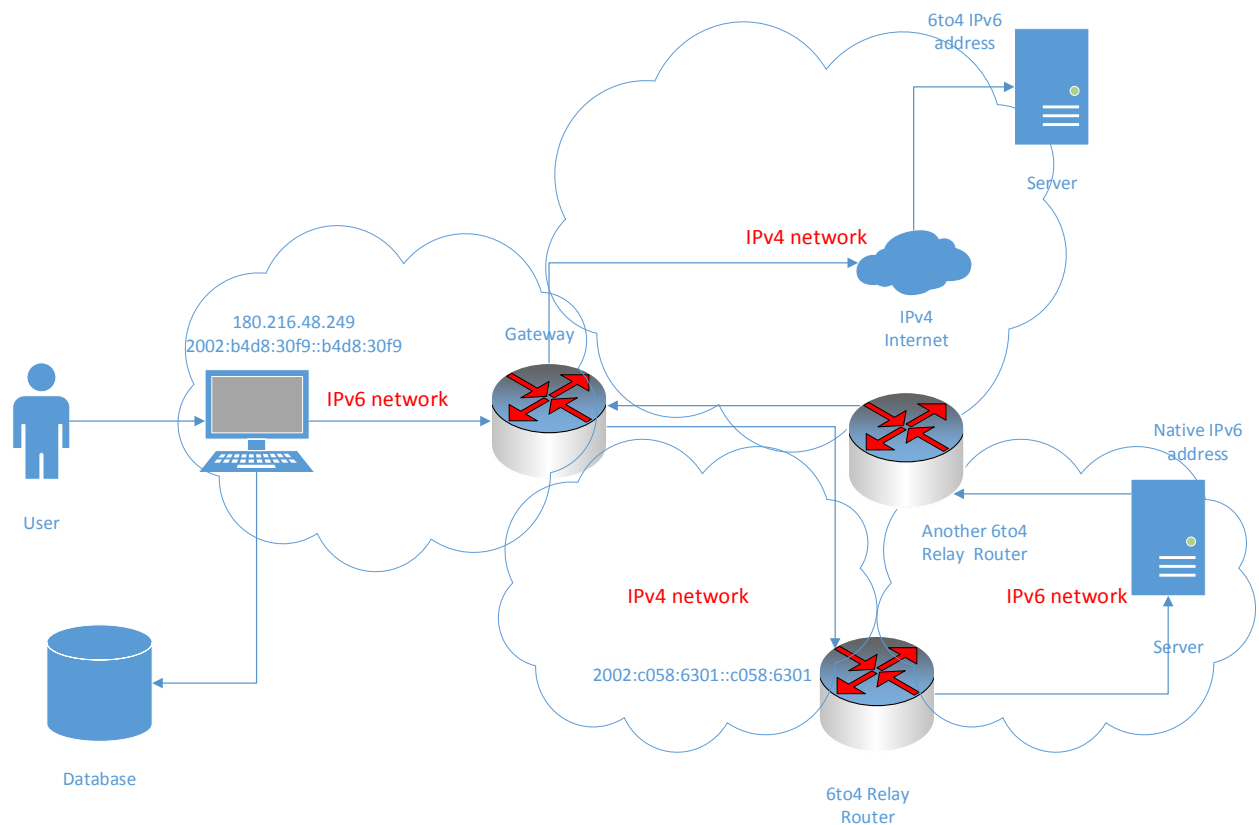 6to4 IPv6
address
Server
IPv4 network
IPv4
Internet
180.216.48.249
2002:b4d8:30f9::b4d8:30f9
Gateway
IPv6 network
User
Native IPv6
address
Another 6to4
Relay Router
IPv4 network
IPv6 network
Server
2002:c058:6301::c058:6301
Database
6to4 Relay
Router